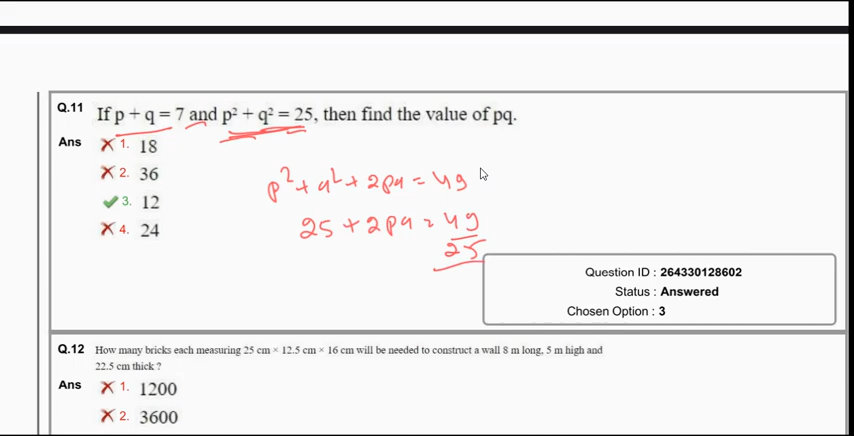 Q.11 If p + q = 7 and p² + q² = 25, then find the value of pq.
Ans 1. 18
2. 36
3. 12
4. 24
p² + q² + 2pq = 49
25 + 2pq = 49
25
Question ID : 264330128602
Status : Answered
Chosen Option : 3
Q.12 How many bricks each measuring 25 cm × 12.5 cm × 16 cm will be needed to construct a wall 8 m long, 5 m high and
22.5 cm thick ?
Ans 1. 1200
2. 3600